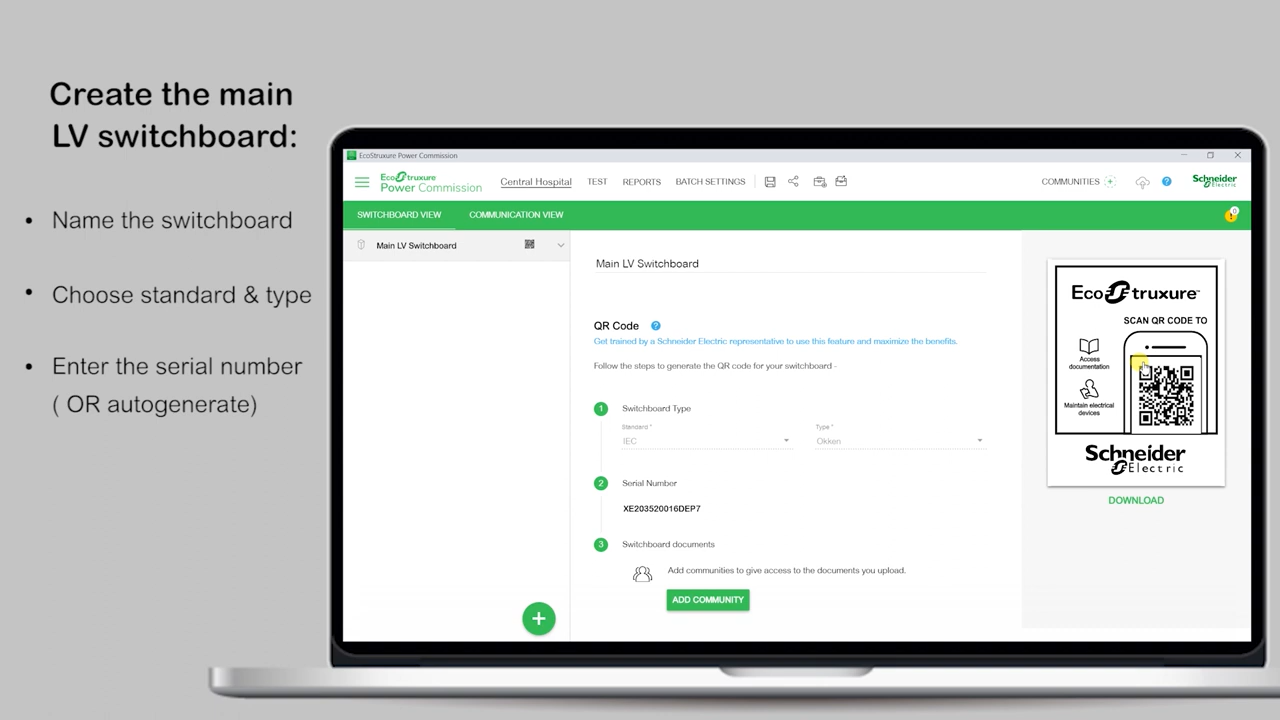 Create the main
LV switchboard:
• Name the switchboard
• Choose standard & type
• Enter the serial number
( OR autogenerate)
EcoStruxure Power Commission
EcoStruxure
Power Commission
Central Hospital
TEST
REPORTS
BATCH SETTINGS
COMMUNITIES
?
Schneider
Electric
SWITCHBOARD VIEW
COMMUNICATION VIEW
0
Main LV Switchboard
Main LV Switchboard
QR Code ?
Get trained by a Schneider Electric representative to use this feature and maximize the benefits.
Follow the steps to generate the QR code for your switchboard -
1 Switchboard Type
Standard *
IEC
Type *
Okken
2 Serial Number
XE203520016DEP7
3 Switchboard documents
Add communities to give access to the documents you upload.
ADD COMMUNITY
+
EcoStruxure™
SCAN QR CODE TO
Access
documentation
Maintain electrical
devices
Schneider
Electric
DOWNLOAD